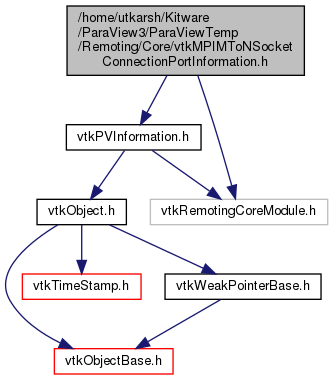 /home/utkarsh/Kitware
/ParaView3/ParaViewTemp
/Remoting/Core/vtkMPIMToNSocket
ConnectionPortInformation.h
vtkPVInformation.h
vtkObject.h
vtkRemotingCoreModule.h
vtkTimeStamp.h
vtkWeakPointerBase.h
vtkObjectBase.h